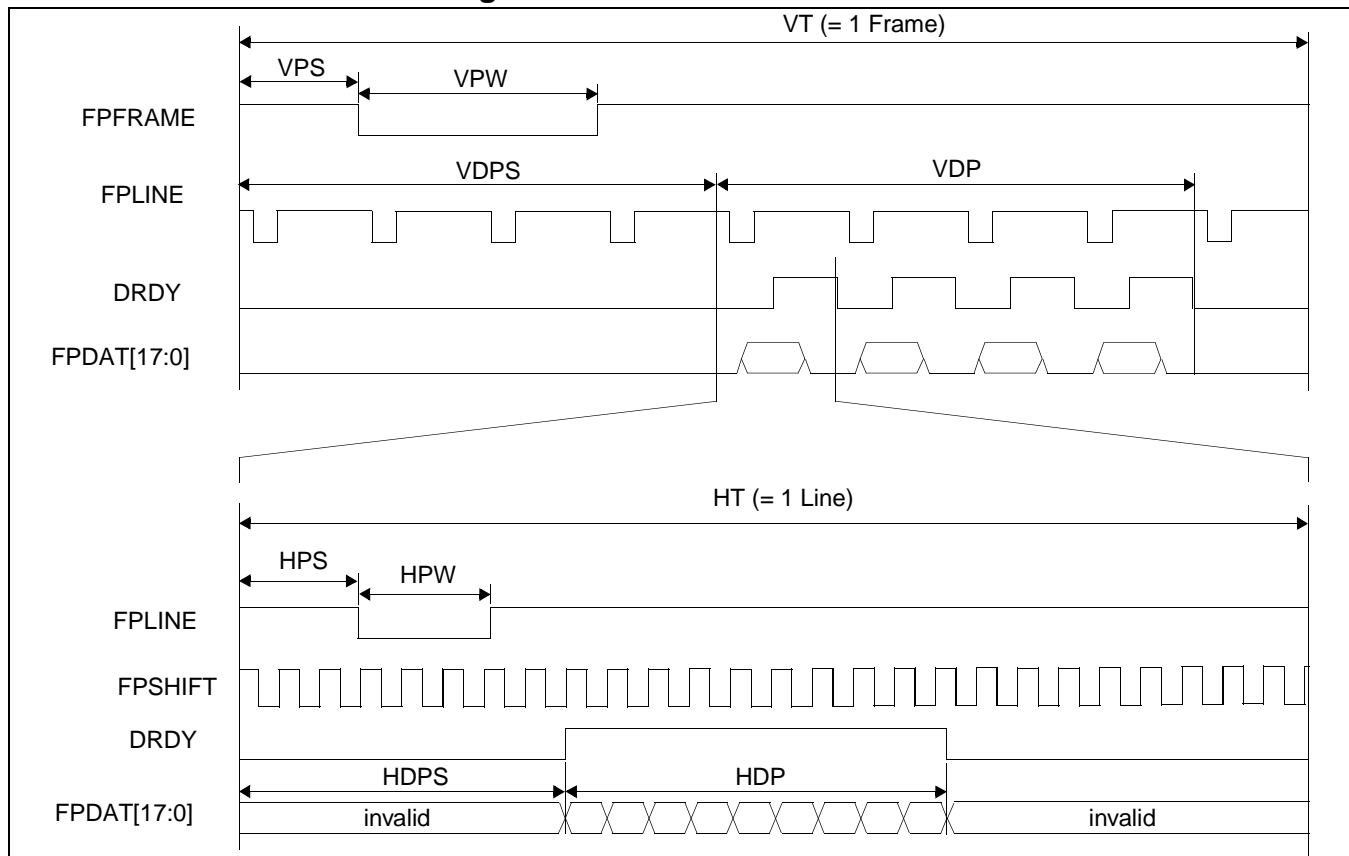 VT (= 1 Frame)
VPS
VPW
FPFRAME
VDPS
VDP
FPLINE
DRDY
FPDAT[17:0]
HT (= 1 Line)
HPS
HPW
FPLINE
FPSHIFT
DRDY
HDPS
HDP
FPDAT[17:0]
invalid
invalid